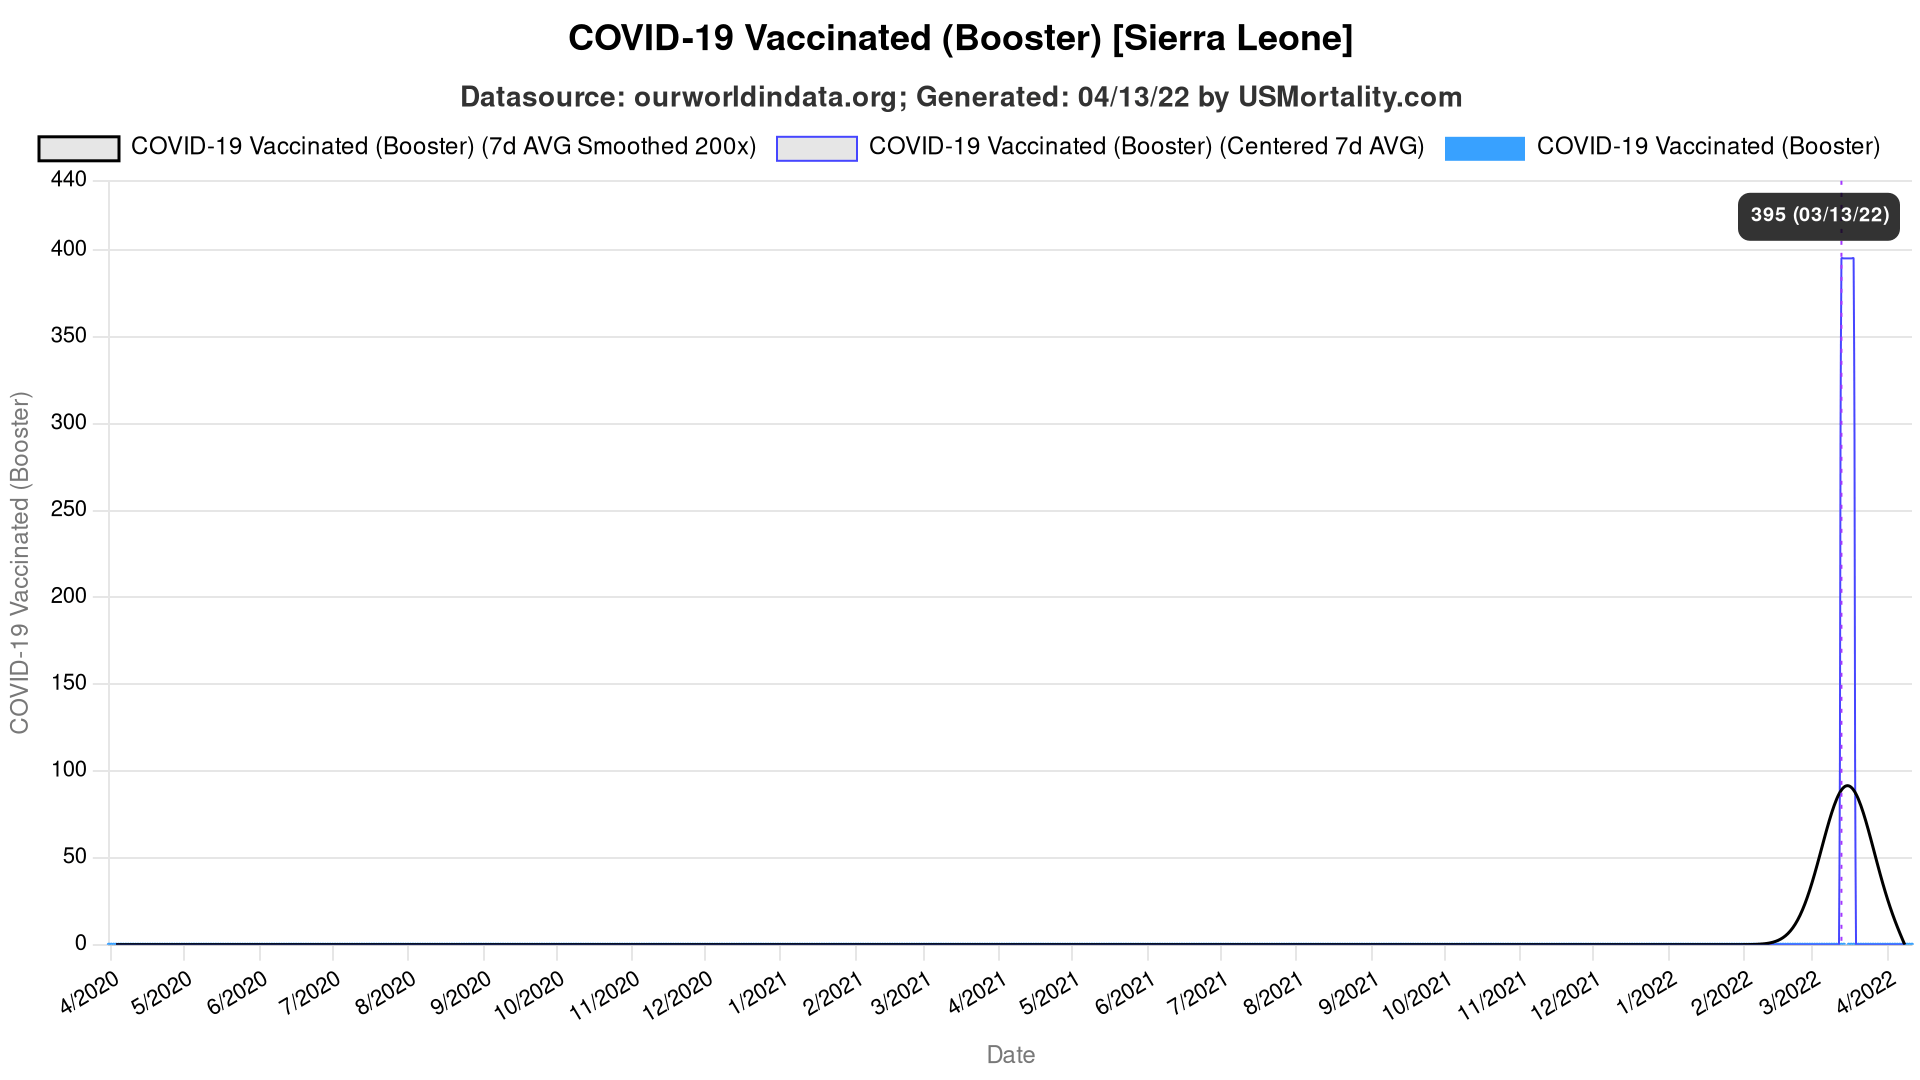 COVID-19 Vaccinated (Booster) [Sierra Leone]
Datasource: ourworldindata.org; Generated: 04/13/22 by USMortality.com
COVID-19 Vaccinated (Booster) (7d AVG Smoothed 200x) COVID-19 Vaccinated (Booster) (Centered 7d AVG) COVID-19 Vaccinated (Booster)
440
395 (03/13/22)
400
350
300
250
200
150
100
50
0
COVID-19 Vaccinated (Booster)
4/2020 5/2020 6/2020 7/2020 8/2020 9/2020 10/2020 11/2020 12/2020 1/2021 2/2021 3/2021 4/2021 5/2021 6/2021 7/2021 8/2021 9/2021 10/2021 11/2021 12/2021 1/2022 2/2022 3/2022 4/2022
Date